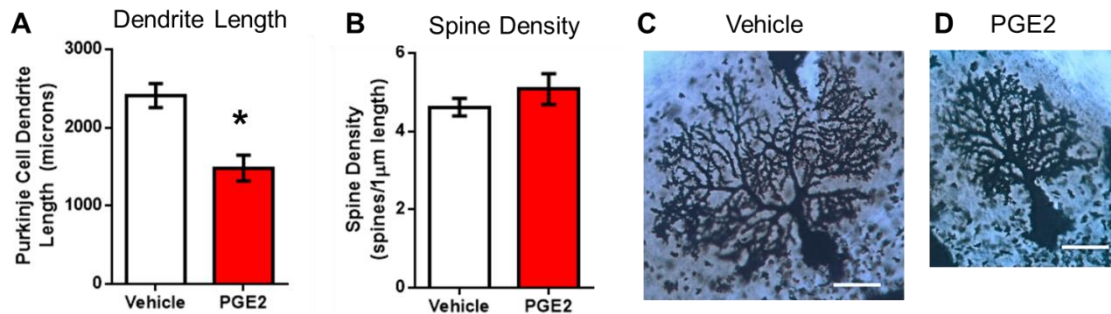 A Dendrite Length
Purkinje Cell Dendrite
Length (microns)
3000
2000
1000
0
*
Vehicle PGE2
B Spine Density
Spine Density
(spines/1μm length)
6
4
2
0
Vehicle PGE2
C Vehicle
D PGE2